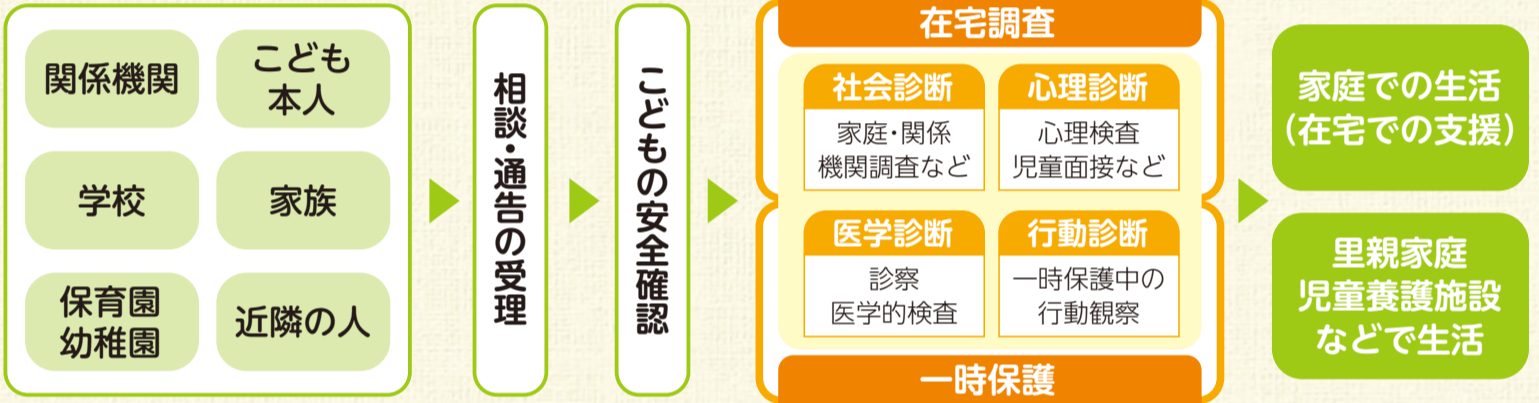 関係機関
こども
本人
学校
家族
保育園
幼稚園
近隣の人
相談・通告の受理
こどもの安全確認
在宅調査
社会診断
家庭・関係
機関調査など
心理診断
心理検査
児童面接など
医学診断
診察
医学的検査
行動診断
一時保護中の
行動観察
一時保護
家庭での生活
(在宅での支援)
里親家庭
児童養護施設
などで生活